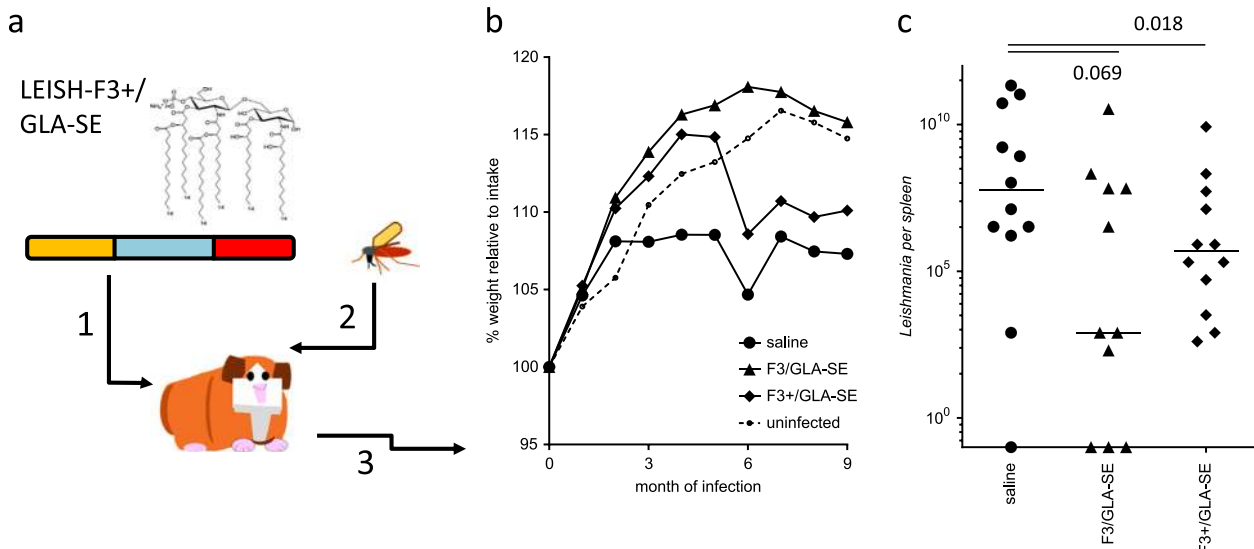 a
LEISH-F3+/
GLA-SE
1
2
3
b
120
115
110
105
100
95
% weight relative to intake
0
3
6
9
month of infection
saline
F3/GLA-SE
F3+/GLA-SE
uninfected
c
0.018
0.069
10^10
10^5
10^0
Leishmania per spleen
saline
F3/GLA-SE
F3+/GLA-SE